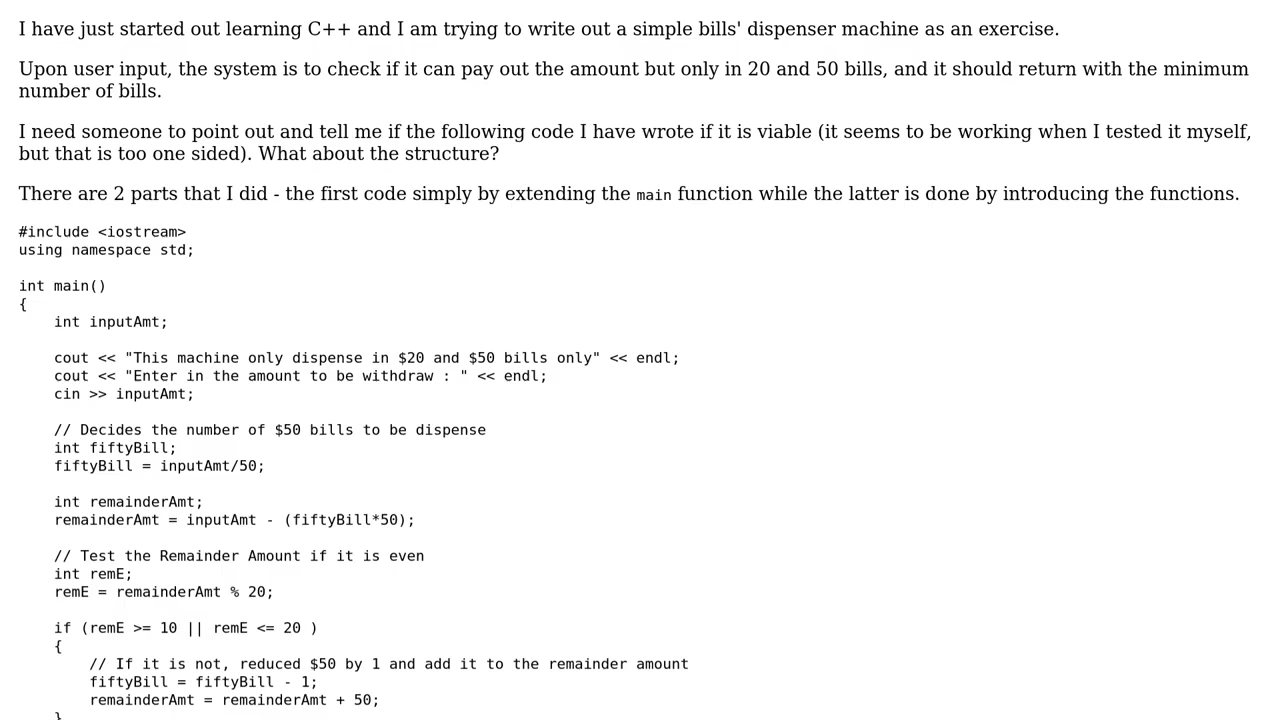 I have just started out learning C++ and I am trying to write out a simple bills' dispenser machine as an exercise.
Upon user input, the system is to check if it can pay out the amount but only in 20 and 50 bills, and it should return with the minimum
number of bills.
I need someone to point out and tell me if the following code I have wrote if it is viable (it seems to be working when I tested it myself,
but that is too one sided). What about the structure?
There are 2 parts that I did - the first code simply by extending the main function while the latter is done by introducing the functions.
#include <iostream>
using namespace std;
int main()
{
    int inputAmt;
    cout << "This machine only dispense in $20 and $50 bills only" << endl;
    cout << "Enter in the amount to be withdraw : " << endl;
    cin >> inputAmt;
    // Decides the number of $50 bills to be dispense
    int fiftyBill;
    fiftyBill = inputAmt/50;
    int remainderAmt;
    remainderAmt = inputAmt - (fiftyBill*50);
    // Test the Remainder Amount if it is even
    int remE;
    remE = remainderAmt % 20;
    if (remE >= 10 || remE <= 20 )
    {
        // If it is not, reduced $50 by 1 and add it to the remainder amount
        fiftyBill = fiftyBill - 1;
        remainderAmt = remainderAmt + 50;
    }